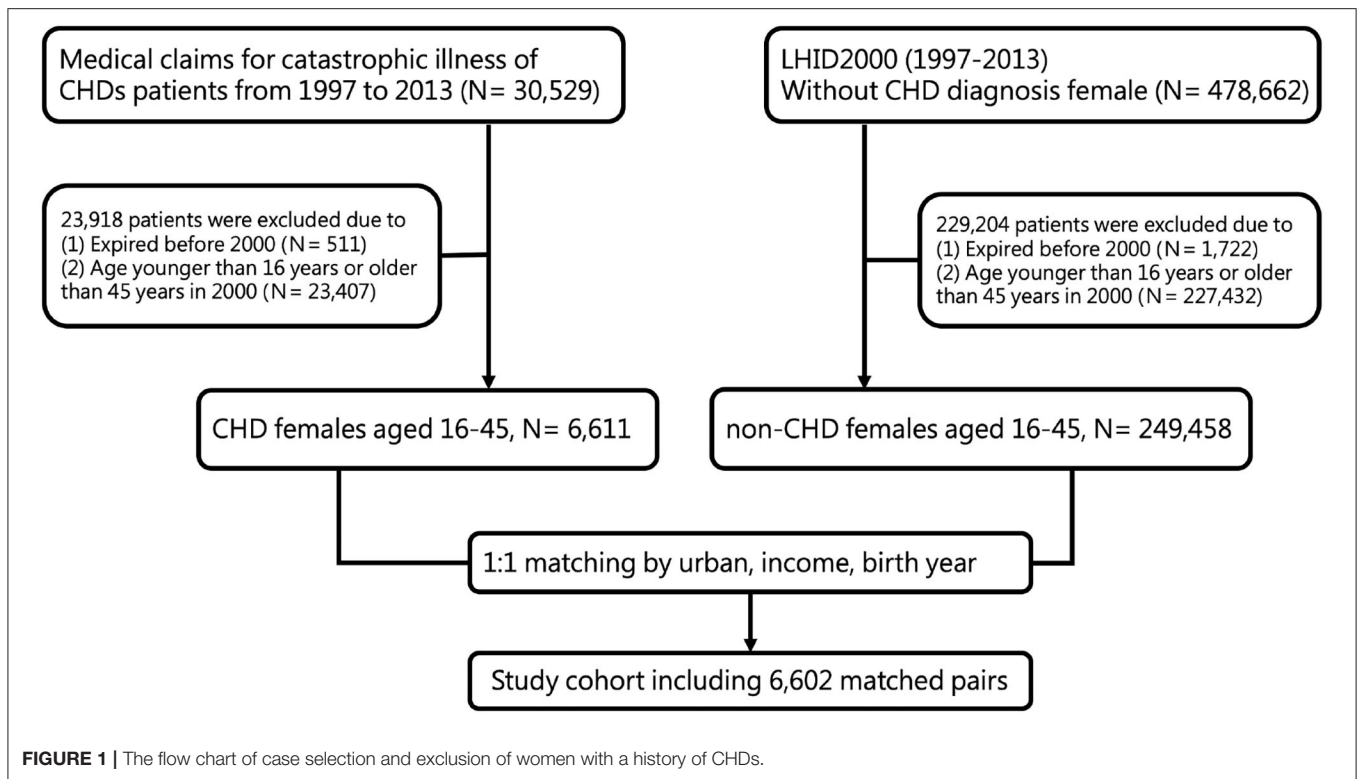 Medical claims for catastrophic illness of
CHDs patients from 1997 to 2013 (N= 30,529)
LHID2000 (1997-2013)
Without CHD diagnosis female (N= 478,662)
23,918 patients were excluded due to
(1) Expired before 2000 (N = 511)
(2) Age younger than 16 years or older
than 45 years in 2000 (N = 23,407)
229,204 patients were excluded due to
(1) Expired before 2000 (N = 1,722)
(2) Age younger than 16 years or older
than 45 years in 2000 (N = 227,432)
CHD females aged 16-45, N= 6,611
non-CHD females aged 16-45, N= 249,458
1:1 matching by urban, income, birth year
Study cohort including 6,602 matched pairs
FIGURE 1 | The flow chart of case selection and exclusion of women with a history of CHDs.